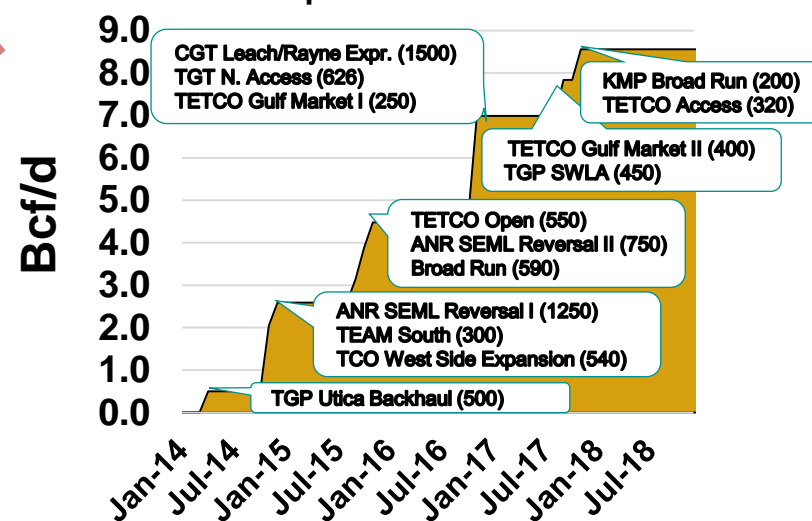 9.0
8.0
7.0
6.0
5.0
4.0
3.0
2.0
1.0
0.0
Bcf/d
CGT Leach/Rayne Expr. (1500)
TGT N. Access (626)
TETCO Gulf Market I (250)
KMP Broad Run (200)
TETCO Access (320)
TETCO Gulf Market II (400)
TGP SWLA (450)
TETCO Open (550)
ANR SEML Reversal II (750)
Broad Run (590)
ANR SEML Reversal I (1250)
TEAM South (300)
TCO West Side Expansion (540)
TGP Utica Backhaul (500)
Jan-14
Jul-14
Jan-15
Jul-15
Jan-16
Jul-16
Jan-17
Jul-17
Jan-18
Jul-18